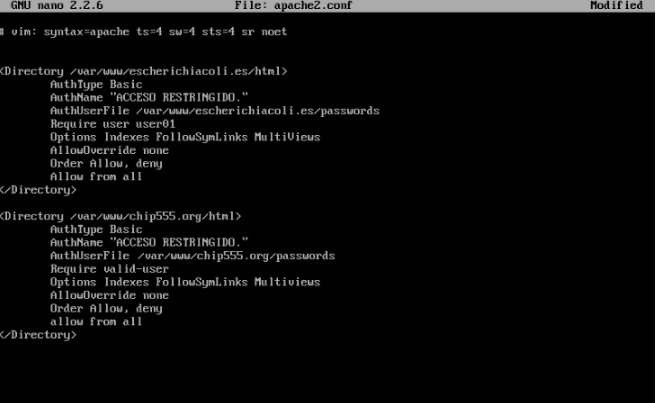 GNU nano 2.2.6 File: apache2.conf Modified
# vim: syntax=apache ts=4 sw=4 sts=4 sr noet
<Directory /var/www/escherichiacoli.es/html>
AuthType Basic
AuthName "ACCESO RESTRINGIDO."
AuthUserFile /var/www/escherichiacoli.es/passwords
Require user user01
Options Indexes FollowSymLinks MultiViews
AllowOverride none
Order Allow, deny
Allow from all
</Directory>
<Directory /var/www/chip555.org/html>
AuthType Basic
AuthName "ACCESO RESTRINGIDO."
AuthUserFile /var/www/chip555.org/passwords
Require valid-user
Options Indexes FollowSymLinks Multiviews
AllowOverride none
Order Allow, deny
allow from all
</Directory>